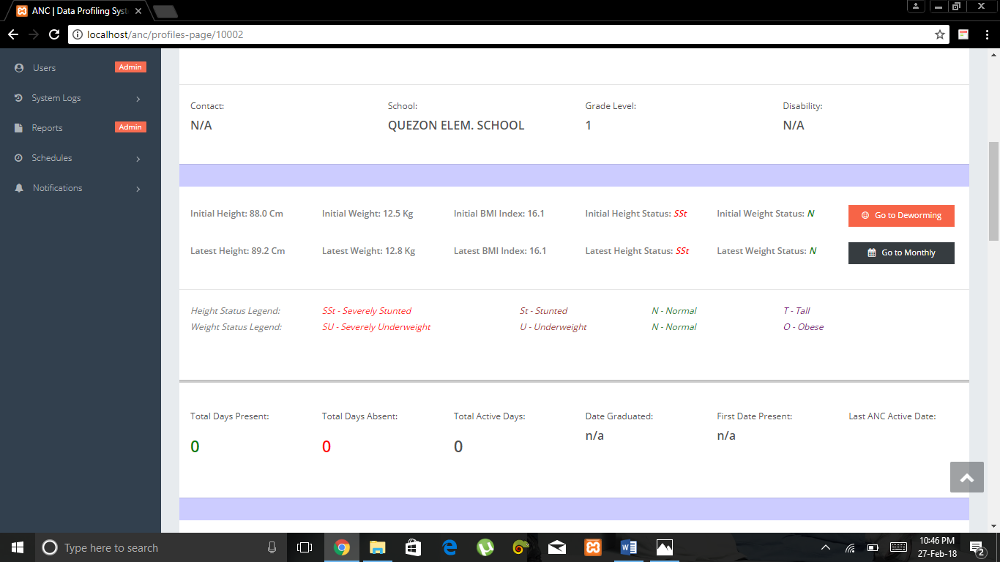 ANC | Data Profiling Syst
localhost/anc/profiles-page/10002
Users Admin
System Logs
Reports Admin
Schedules
Notifications
Contact: School: Grade Level: Disability:
N/A QUEZON ELEM. SCHOOL 1 N/A
Initial Height: 88.0 Cm Initial Weight: 12.5 Kg Initial BMI Index: 16.1 Initial Height Status: SSt Initial Weight Status: N Go to Deworming
Latest Height: 89.2 Cm Latest Weight: 12.8 Kg Latest BMI Index: 16.1 Latest Height Status: SSt Latest Weight Status: N Go to Monthly
Height Status Legend: SSt - Severely Stunted St - Stunted N - Normal T - Tall
Weight Status Legend: SU - Severely Underweight U - Underweight N - Normal O - Obese
Total Days Present: Total Days Absent: Total Active Days: Date Graduated: First Date Present: Last ANC Active Date:
0 0 0 n/a n/a
Type here to search
10:46 PM
27-Feb-18
2